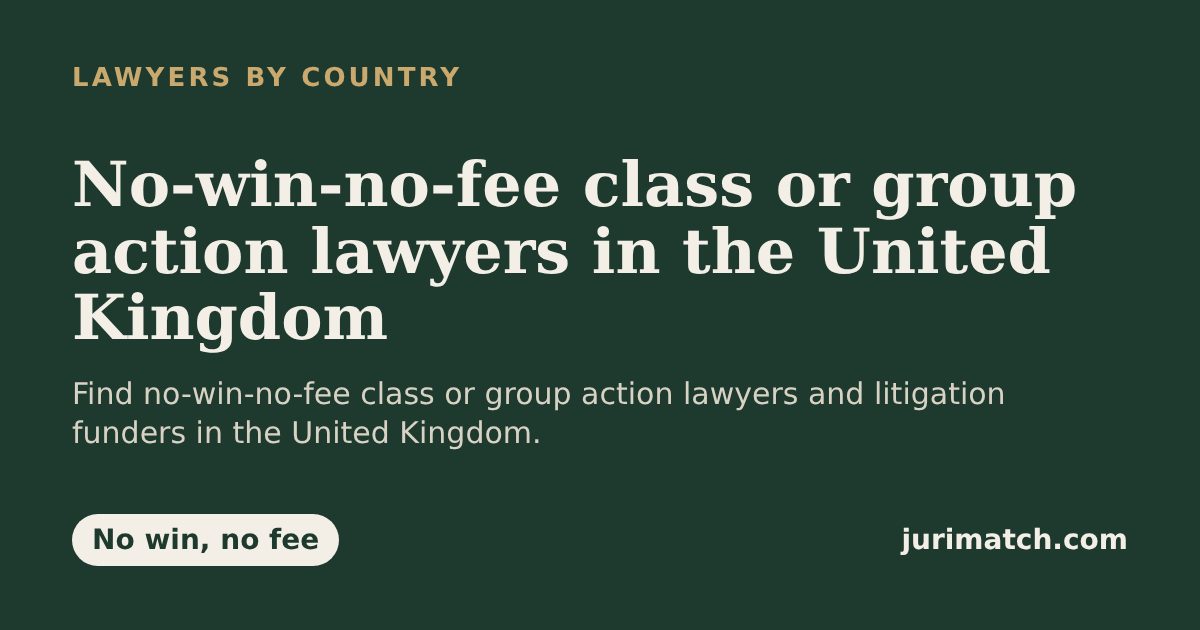 LAWYERS BY COUNTRY
No-win-no-fee class or group
action lawyers in the United
Kingdom
Find no-win-no-fee class or group action lawyers and litigation
funders in the United Kingdom.
No win, no fee
jurimatch.com